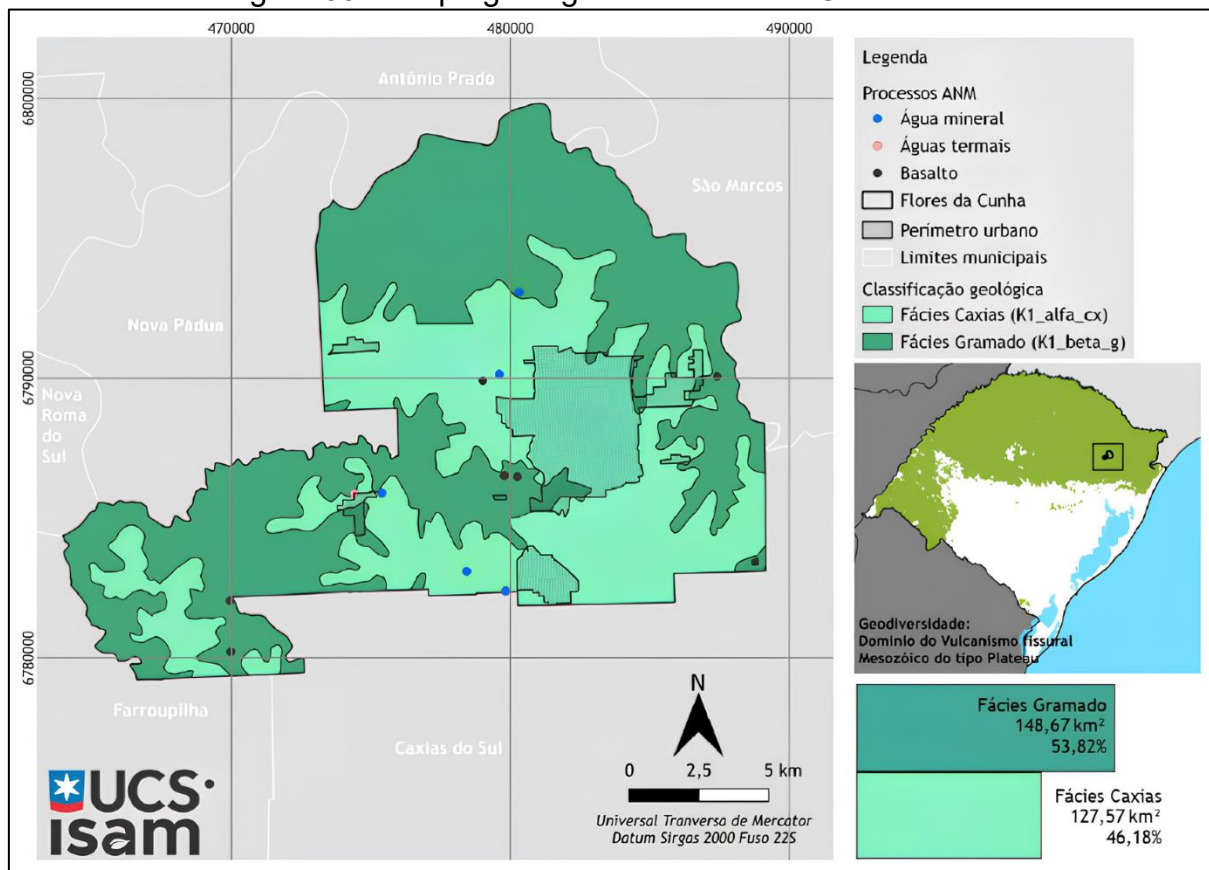 470000
480000
490000
6800000
6790000
6780000
Antônio Prado
São Marcos
Nova Pádua
Nova
Roma
do
Sul
Farroupilha
Caxias do Sul
N
0 2,5 5 km
Universal Tranversa de Mercator
Datum Sirgas 2000 Fuso 22S
UCS
isam
Legenda
Processos ANM
Água mineral
Águas termais
Basalto
Flores da Cunha
Perímetro urbano
Limites municipais
Classificação geológica
Fácies Caxias (K1_alfa_cx)
Fácies Gramado (K1_beta_g)
Geodiversidade:
Domínio do Vulcanismo fissural
Mesozóico do tipo Plateau
Fácies Gramado
148,67 km²
53,82%
Fácies Caxias
127,57 km²
46,18%